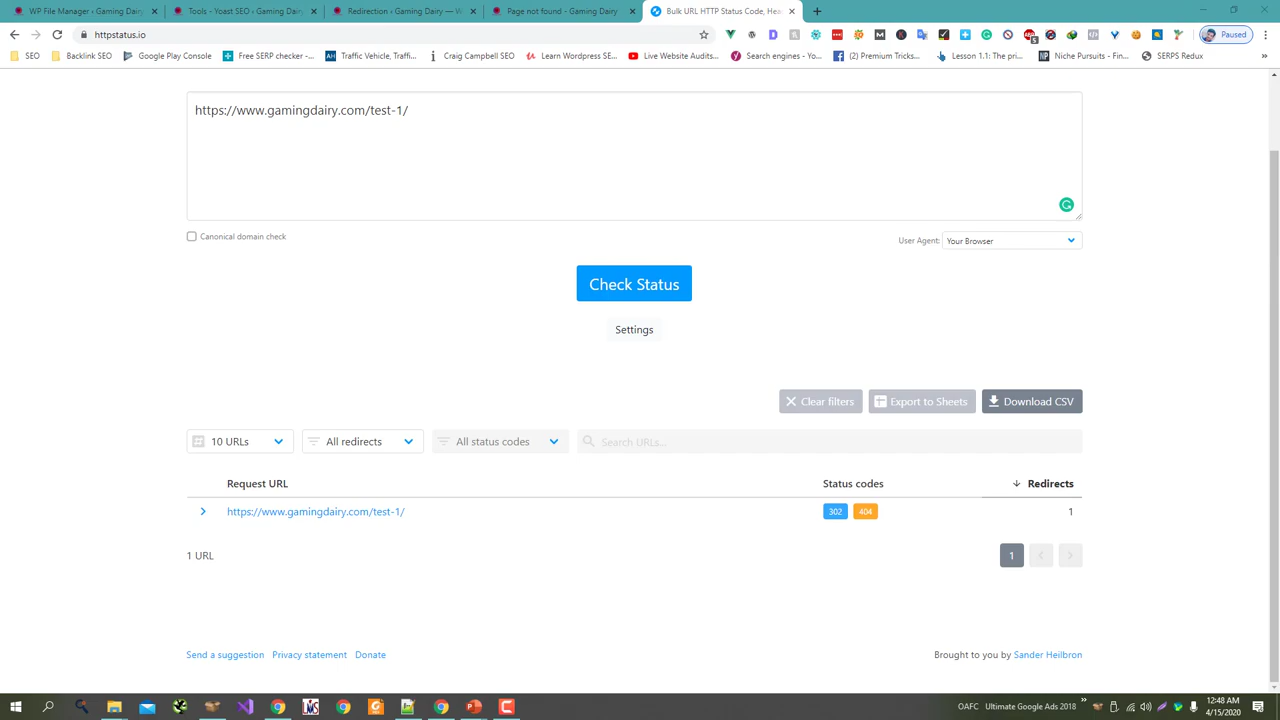 WP File Manager ‹ Gaming Dairy
Tools - Yoast SEO ‹ Gaming Dairy
Redirection ‹ Gaming Dairy — W
Page not found - Gaming Dairy
Bulk URL HTTP Status Code, Hea
httpstatus.io
Paused
SEO
Backlink SEO
Google Play Console
Free SERP checker -...
Traffic Vehicle, Traffi...
Craig Campbell SEO
Learn Wordpress SE...
Live Website Audits...
Search engines - Yo...
(2) Premium Tricks...
Lesson 1.1: The pri...
Niche Pursuits - Fin...
SERPS Redux
»
https://www.gamingdairy.com/test-1/
Canonical domain check
User Agent: Your Browser
Check Status
Settings
Clear filters
Export to Sheets
Download CSV
10 URLs
All redirects
All status codes
Search URLs...
Request URL
Status codes
Redirects
https://www.gamingdairy.com/test-1/
302
404
1
1 URL
1
Send a suggestion
Privacy statement
Donate
Brought to you by Sander Heilbron
OAFC
Ultimate Google Ads 2018
12:48 AM
4/15/2020